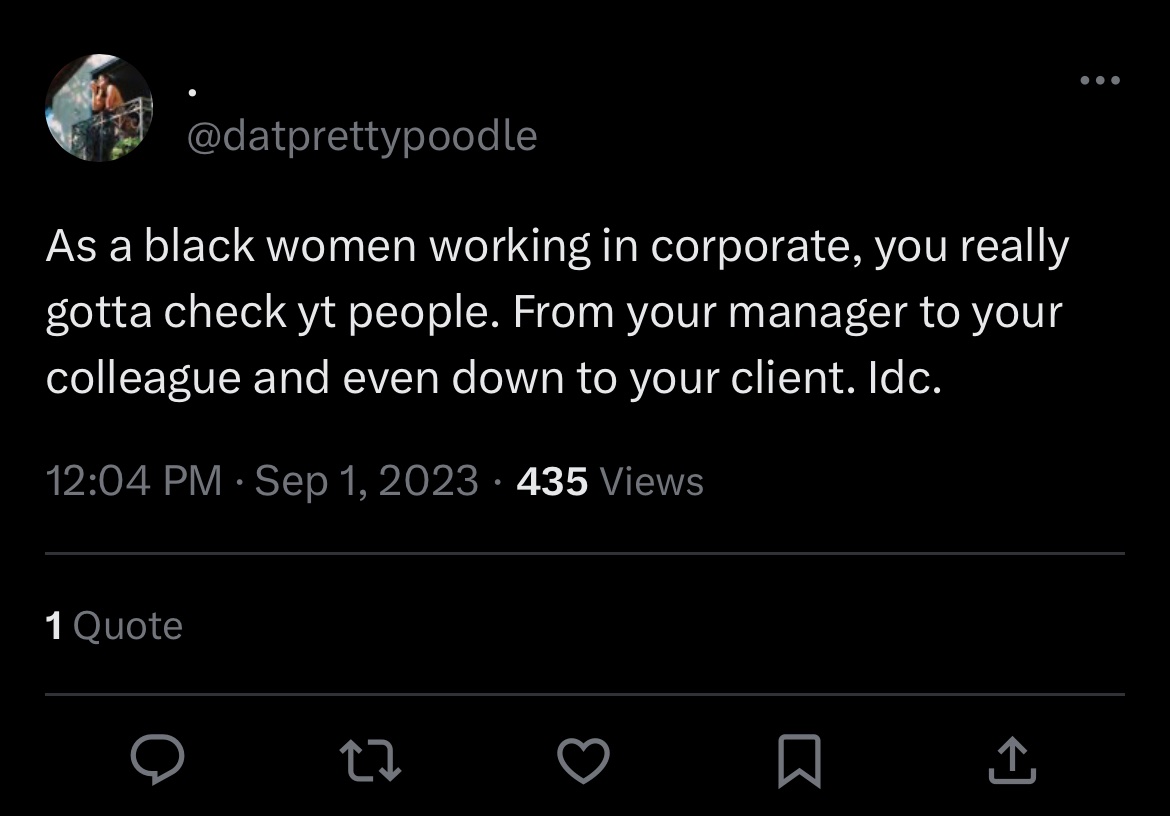 .
@datprettypoodle
As a black women working in corporate, you really
gotta check yt people. From your manager to your
colleague and even down to your client. Idc.
12:04 PM · Sep 1, 2023 · 435 Views
1 Quote